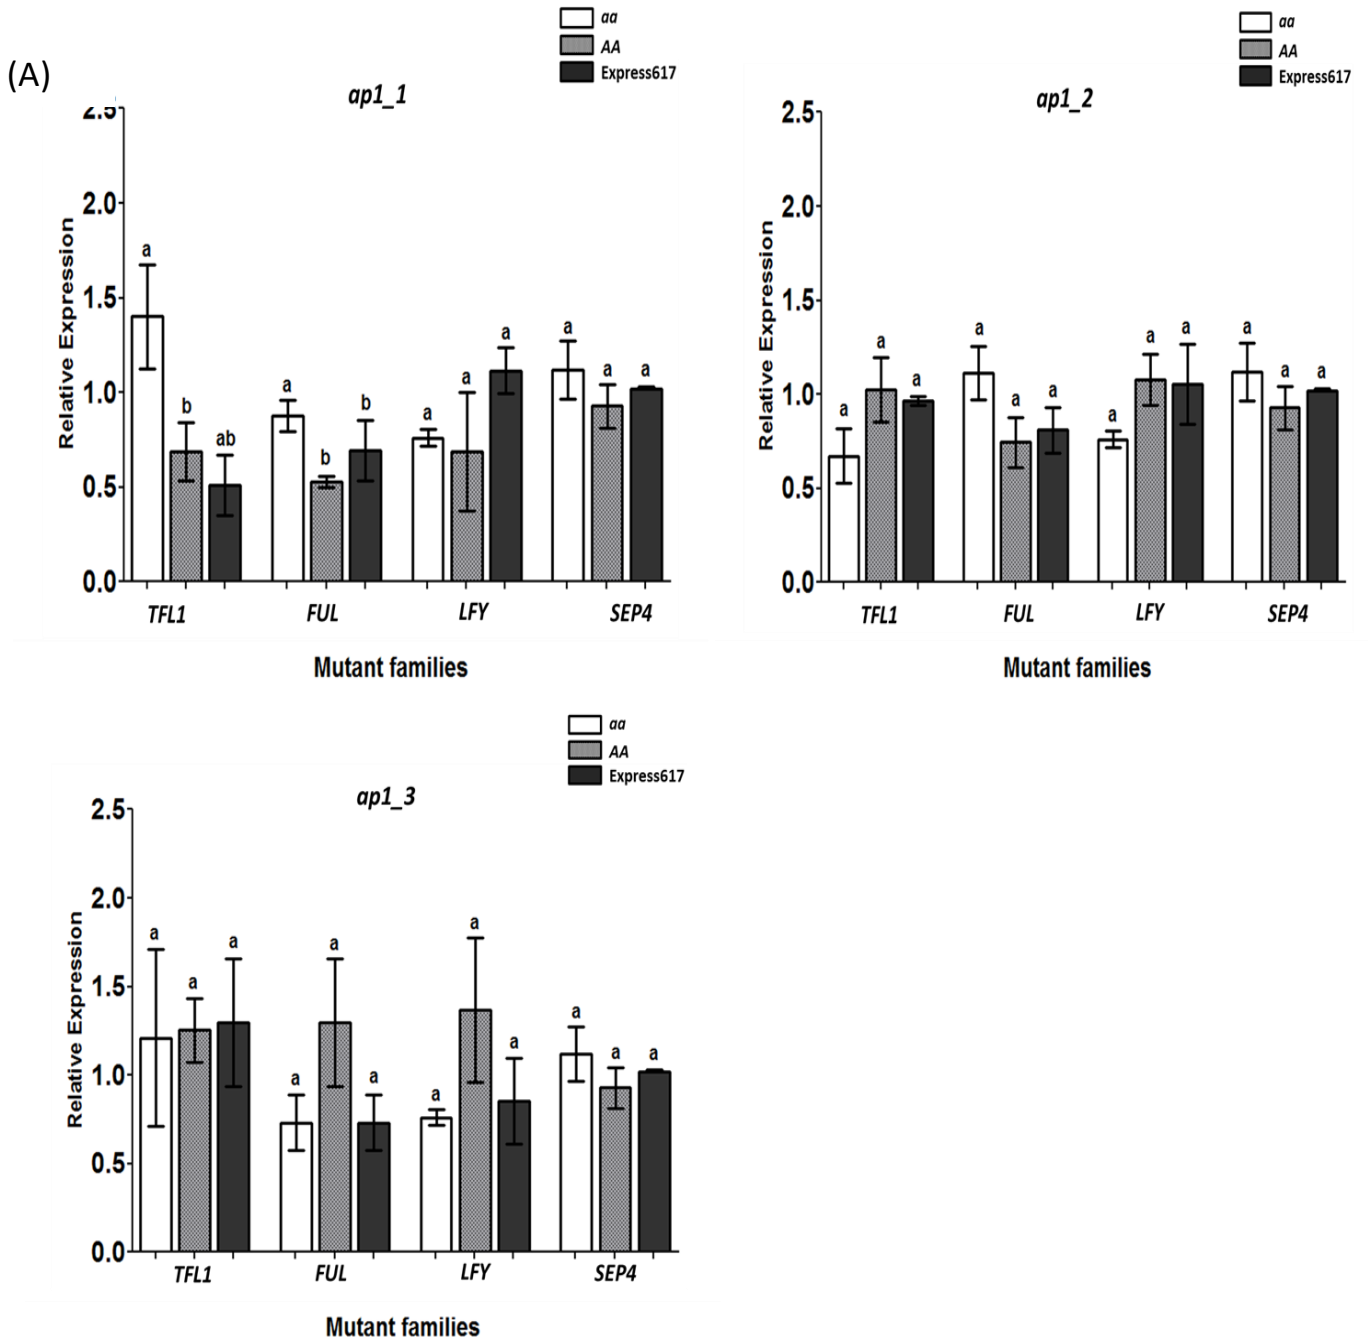 (A)
aa
AA
Express617
ap1_1
2.5
2.0
1.5
1.0
0.5
0.0
Relative Expression
a
b
ab
a
b
b
a
a
a
a
a
a
TFL1 FUL LFY SEP4
Mutant families
aa
AA
Express617
ap1_2
2.5
2.0
1.5
1.0
0.5
0.0
Relative Expression
a
a
a
a
a
a
a
a
a
a
a
a
TFL1 FUL LFY SEP4
Mutant families
aa
AA
Express617
ap1_3
2.5
2.0
1.5
1.0
0.5
0.0
Relative Expression
a
a
a
a
a
a
a
a
a
a
a
a
TFL1 FUL LFY SEP4
Mutant families